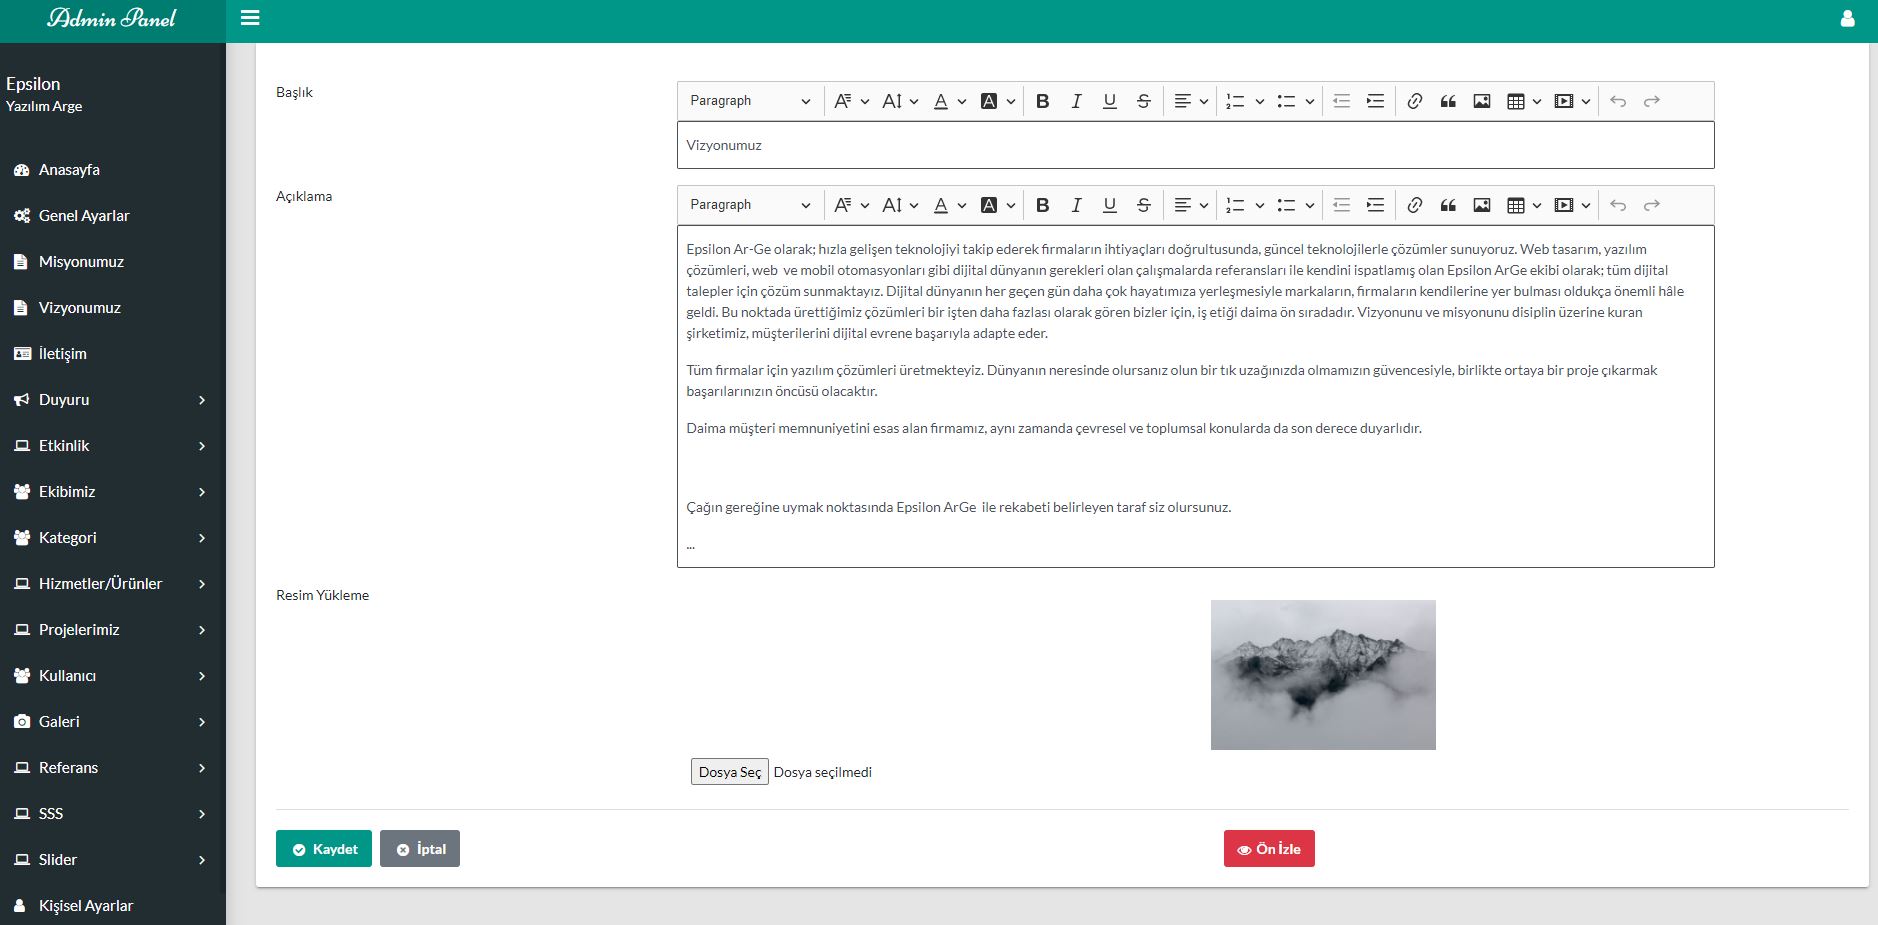 Admin Panel
Epsilon
Yazılım Arge
Anasayfa
Genel Ayarlar
Misyonumuz
Vizyonumuz
İletişim
Duyuru
Etkinlik
Ekibimiz
Kategori
Hizmetler/Ürünler
Projelerimiz
Kullanıcı
Galeri
Referans
SSS
Slider
Kişisel Ayarlar
Başlık
Paragraph
Vizyonumuz
Açıklama
Paragraph
Epsilon Ar-Ge olarak; hızla gelişen teknolojiyi takip ederek firmaların ihtiyaçları doğrultusunda, güncel teknolojilerle çözümler sunuyoruz. Web tasarım, yazılım
çözümleri, web  ve mobil otomasyonları gibi dijital dünyanın gerekleri olan çalışmalarda referansları ile kendini ispatlamış olan Epsilon ArGe ekibi olarak; tüm dijital
talepler için çözüm sunmaktayız. Dijital dünyanın her geçen gün daha çok hayatımıza yerleşmesiyle markaların, firmaların kendilerine yer bulması oldukça önemli hâle
geldi. Bu noktada ürettiğimiz çözümleri bir işten daha fazlası olarak gören bizler için, iş etiği daima ön sıradadır. Vizyonunu ve misyonunu disiplin üzerine kuran
şirketimiz, müşterilerini dijital evrene başarıyla adapte eder.
Tüm firmalar için yazılım çözümleri üretmekteyiz. Dünyanın neresinde olursanız olun bir tık uzağınızda olmamızın güvencesiyle, birlikte ortaya bir proje çıkarmak
başarılarınızın öncüsü olacaktır.
Daima müşteri memnuniyetini esas alan firmamız, aynı zamanda çevresel ve toplumsal konularda da son derece duyarlıdır.
Çağın gereğine uymak noktasında Epsilon ArGe  ile rekabeti belirleyen taraf siz olursunuz.
...
Resim Yükleme
Dosya Seç Dosya seçilmedi
Kaydet
İptal
Ön İzle